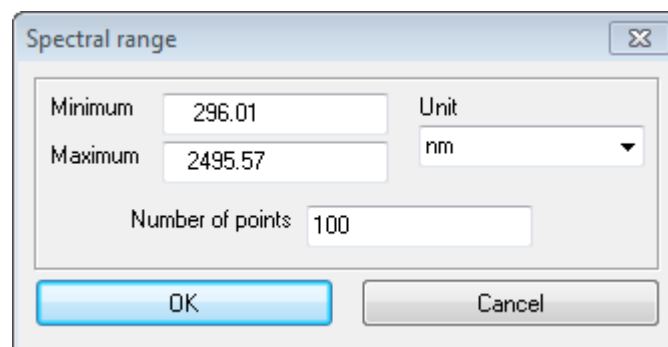 Spectral range
Minimum 296.01 Unit
Maximum 2495.57 nm
Number of points 100
OK Cancel